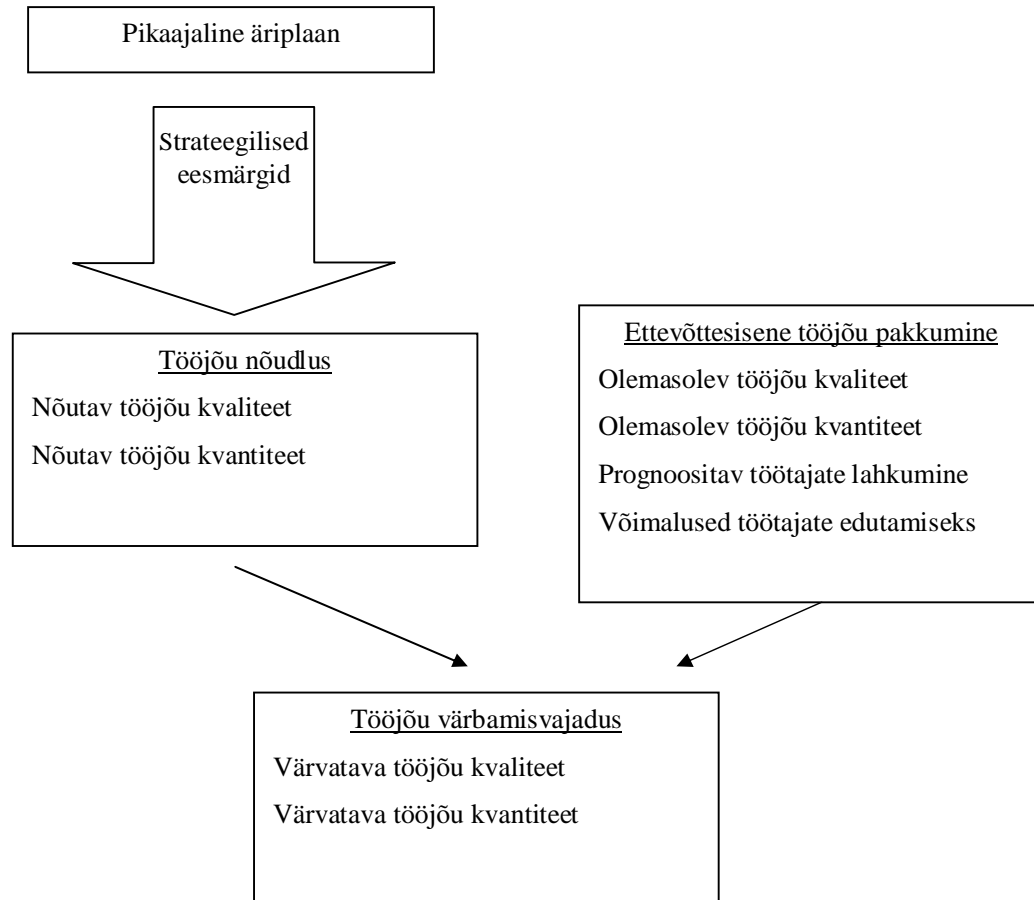 Pikaajaline äriplaan
Strateegilised
eesmärgid
Tööjõu nõudlus
Nõutav tööjõu kvaliteet
Nõutav tööjõu kvantiteet
Ettevõttesisene tööjõu pakkumine
Olemasolev tööjõu kvaliteet
Olemasolev tööjõu kvantiteet
Prognoositav töötajate lahkumine
Võimalused töötajate edutamiseks
Tööjõu värbamisvajadus
Värvatava tööjõu kvaliteet
Värvatava tööjõu kvantiteet